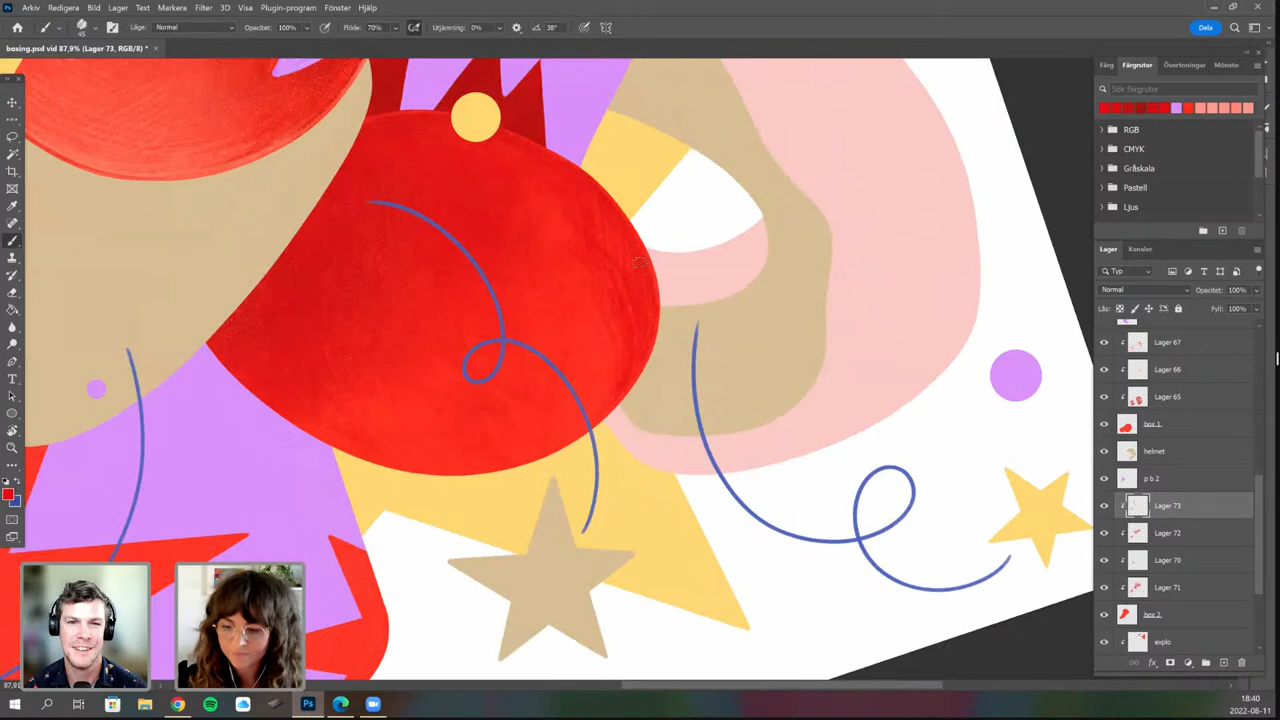 Arkiv Redigera Bild Lager Text Markera Filter 3D Visa Plugin-program Fönster Hjälp
45 Läge: Normal Opacitet: 100% Flöde: 70% Utjämning: 0% 38° Dela
boxing.psd vid 87,9% (Lager 73, RGB/8) *
Färg Färgrutor Övertoningar Mönste
Sök färgrutor
RGB
CMYK
Gråskala
Pastell
Ljus
Lager Kanaler
Typ
Normal Opacitet: 100%
Lås: Fyll: 100%
Lager 67
Lager 66
Lager 65
box 1
helmet
p b 2
Lager 73
Lager 72
Lager 70
Lager 71
box 2
explo
87,91
18:40
2022-08-11